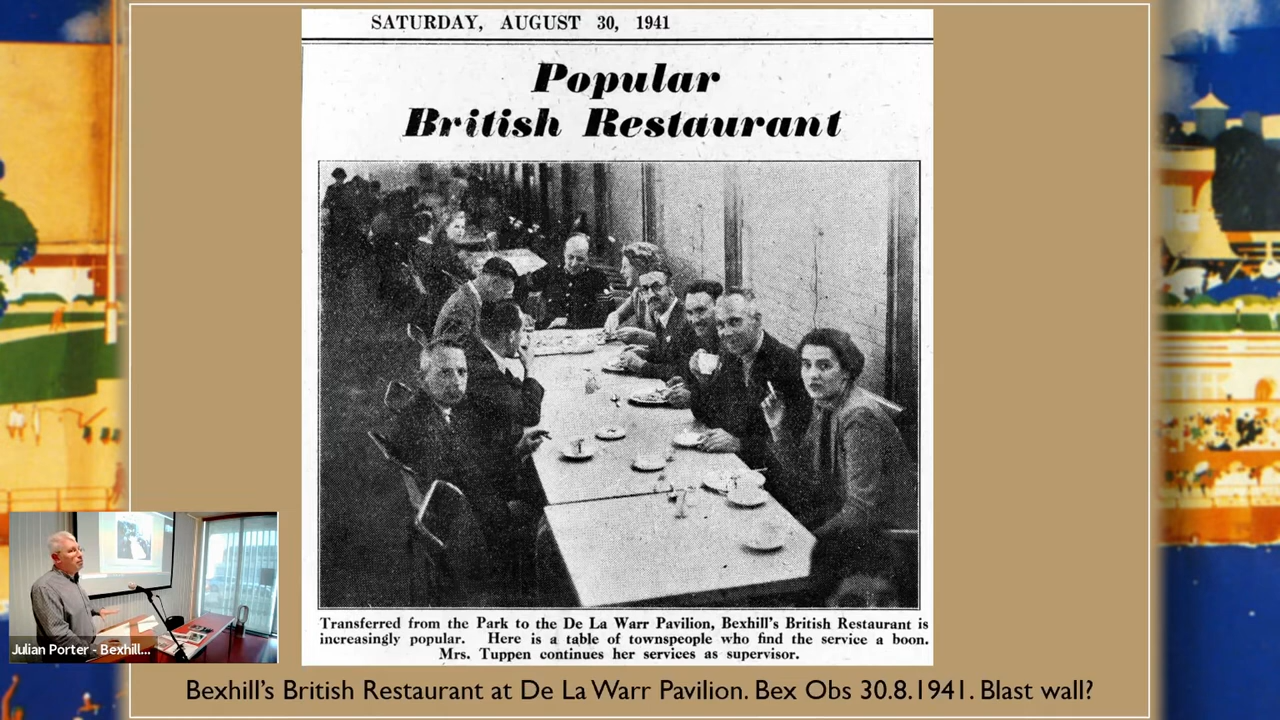 SATURDAY, AUGUST 30, 1941
Popular
British Restaurant
Transferred from the Park to the De La Warr Pavilion, Bexhill's British Restaurant is
increasingly popular. Here is a table of townspeople who find the service a boon.
Mrs. Tuppen continues her services as supervisor.
Julian Porter - Bexhill...
Bexhill's British Restaurant at De La Warr Pavilion. Bex Obs 30.8.1941. Blast wall?